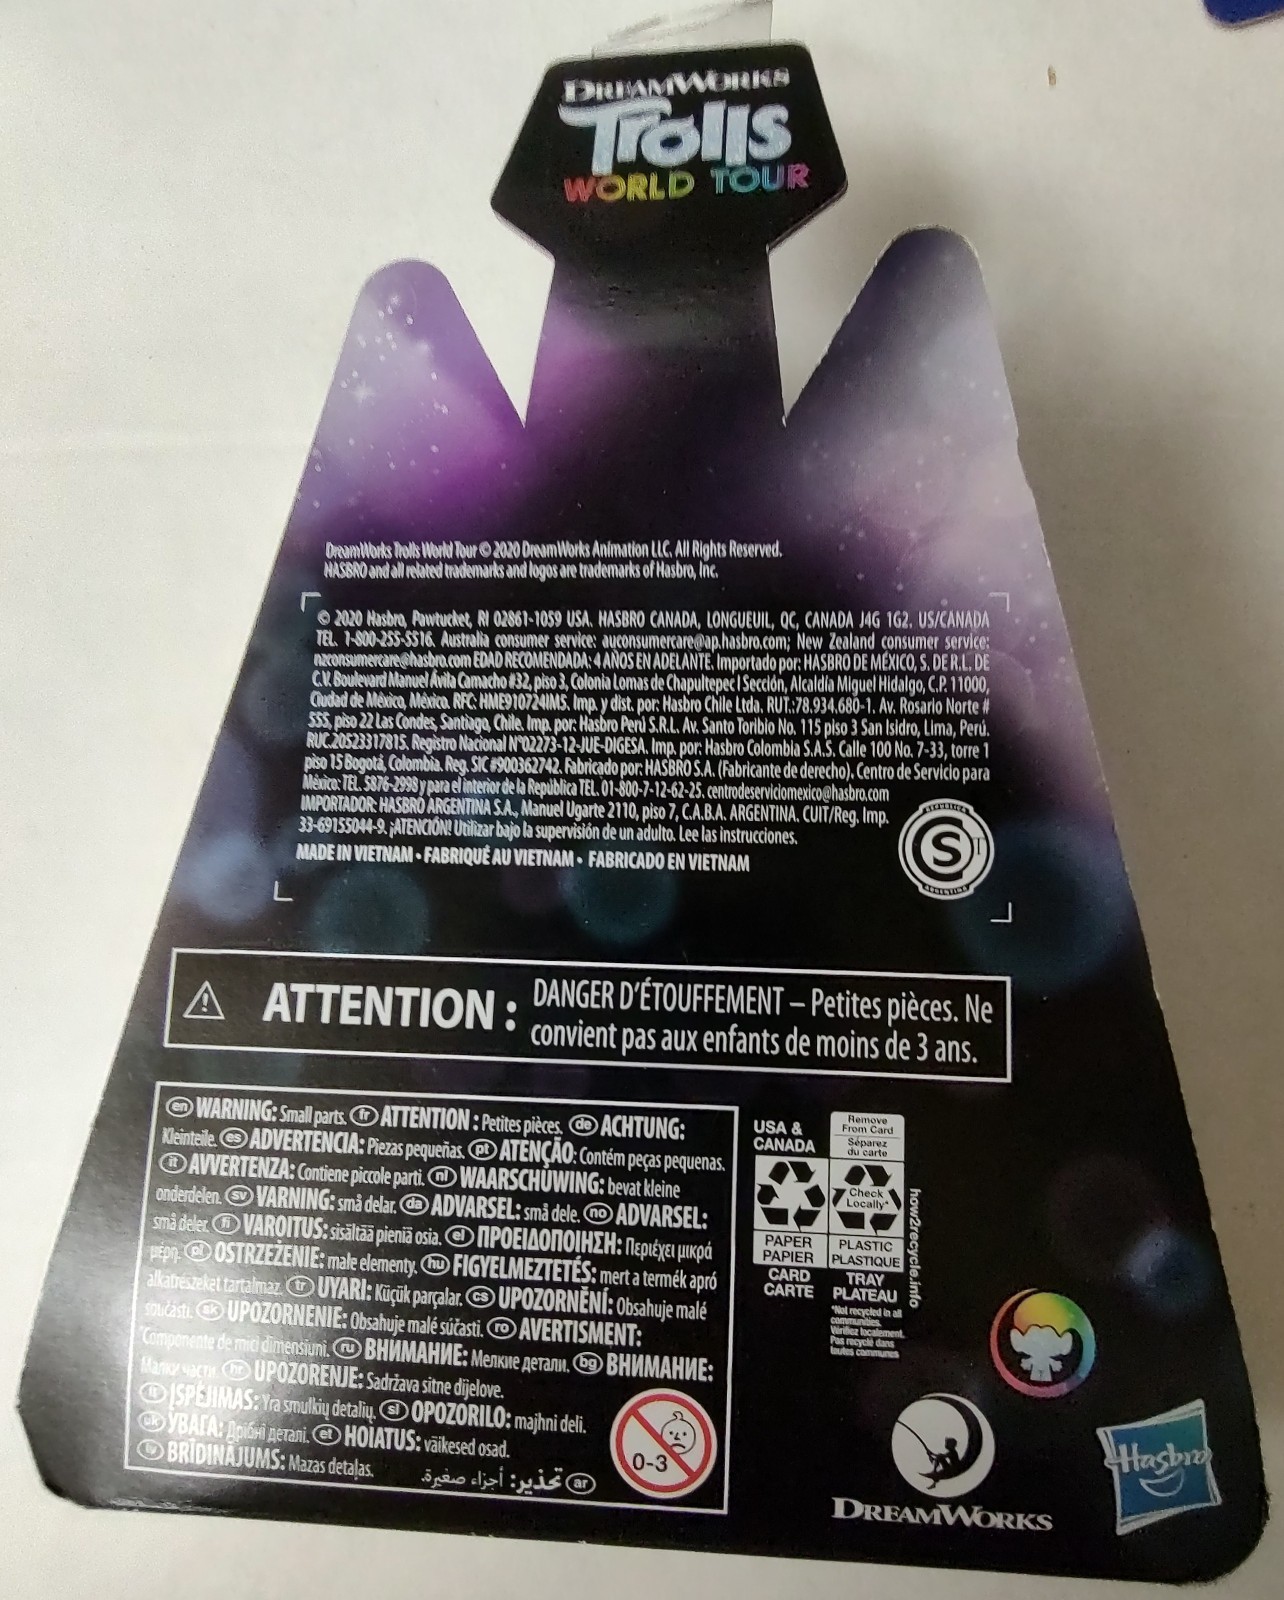 DREAMWORKS
Trolls
WORLD TOUR
DreamWorks Trolls World Tour © 2020 DreamWorks Animation LLC. All Rights Reserved.
HASBRO and all related trademarks and logos are trademarks of Hasbro, Inc.
© 2020 Hasbro, Pawtucket, RI 02861-1059 USA. HASBRO CANADA, LONGUEUIL, QC, CANADA J4G 1G2. US/CANADA
TEL. 1-800-255-5516. Australia consumer service: auconsumercare@ap.hasbro.com; New Zealand consumer service:
nzconsumercare@hasbro.com EDAD RECOMENDADA: 4 AÑOS EN ADELANTE. Importado por: HASBRO DE MÉXICO, S. DE R.L. DE
C.V. Boulevard Manuel Ávila Camacho #32, piso 3, Colonia Lomas de Chapultepec I Sección, Alcaldía Miguel Hidalgo, C.P. 11000,
Ciudad de México, México. RFC: HME910724IM5. Imp. y dist. por: Hasbro Chile Ltda. RUT.:78.934.680-1. Av. Rosario Norte #
555, piso 22 Las Condes, Santiago, Chile. Imp. por: Hasbro Perú S.R.L. Av. Santo Toribio No. 115 piso 3 San Isidro, Lima, Perú.
RUC.20523317815. Registro Nacional N°02273-12-JUE-DIGESA. Imp. por: Hasbro Colombia S.A.S. Calle 100 No. 7-33, torre 1
piso 15 Bogotá, Colombia. Reg. SIC #900362742. Fabricado por: HASBRO S.A. (Fabricante de derecho). Centro de Servicio para
México: TEL. 5876-2998 y para el interior de la República TEL. 01-800-7-12-62-25. centrodeserviciomexico@hasbro.com
IMPORTADOR: HASBRO ARGENTINA S.A., Manuel Ugarte 2110, piso 7, C.A.B.A. ARGENTINA. CUIT/Reg. Imp.
33-69155044-9. ¡ATENCIÓN! Utilizar bajo la supervisión de un adulto. Lee las instrucciones.
MADE IN VIETNAM • FABRIQUÉ AU VIETNAM • FABRICADO EN VIETNAM
REPUBLICA
S
ARGENTINA
ATTENTION : DANGER D'ÉTOUFFEMENT – Petites pièces. Ne
convient pas aux enfants de moins de 3 ans.
en WARNING: Small parts. fr ATTENTION : Petites pièces. de ACHTUNG:
Kleinteile. es ADVERTENCIA: Piezas pequeñas. pt ATENÇÃO: Contém peças pequenas.
it AVVERTENZA: Contiene piccole parti. nl WAARSCHUWING: bevat kleine
onderdelen. sv VARNING: små delar. da ADVARSEL: små dele. no ADVARSEL:
små deler. fi VAROITUS: sisältää pieniä osia. el ΠΡΟΕΙΔΟΠΟΙΗΣΗ: Περιέχει μικρά
μέρη. pl OSTRZEŻENIE: małe elementy. hu FIGYELMEZTETÉS: mert a termék apró
alkatrészeket tartalmaz. tr UYARI: Küçük parçalar. cs UPOZORNĚNÍ: Obsahuje malé
součásti. sk UPOZORNENIE: Obsahuje malé súčasti. ro AVERTISMENT:
Componente de mici dimensiuni. ru ВНИМАНИЕ: Мелкие детали. bg ВНИМАНИЕ:
Малки части. hr UPOZORENJE: Sadržava sitne dijelove.
lt ĮSPĖJIMAS: Yra smulkių detalių. sl OPOZORILO: majhni deli.
uk УВАГА: Дрібні деталі. et HOIATUS: väikesed osad.
lv BRĪDINĀJUMS: Mazas detaļas. ar تحذير: أجزاء صغيرة.
0-3
USA &
CANADA
PAPER
PAPIER
CARD
CARTE
Remove
From Card
Séparez
du carte
Check
Locally*
PLASTIC
PLASTIQUE
TRAY
PLATEAU
*Not recycled in all
communities.
Vérifiez localement.
Pas recyclé dans
toutes communes
how2recycle.info
DREAMWORKS
Hasbro